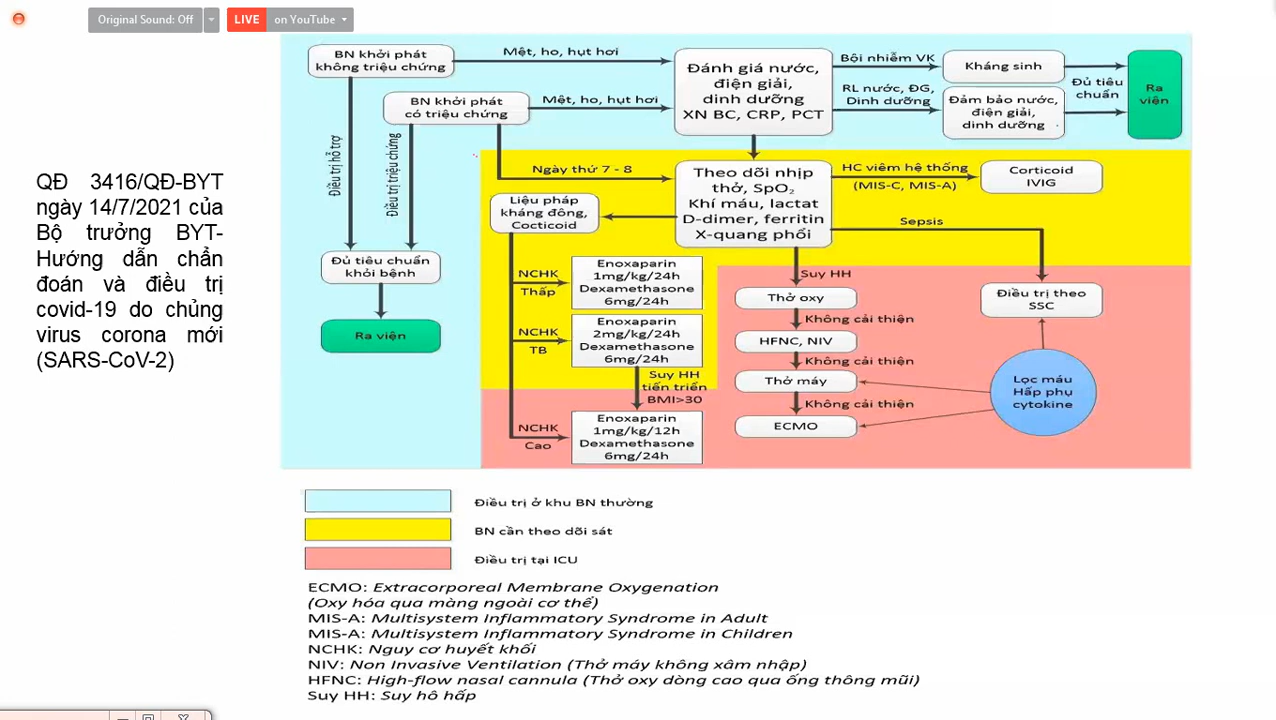 Original Sound: Off
LIVE on YouTube
QĐ 3416/QĐ-BYT
ngày 14/7/2021 của
Bộ trưởng BYT-
Hướng dẫn chẩn
đoán và điều trị
covid-19 do chủng
virus corona mới
(SARS-CoV-2)
BN khởi phát
không triệu chứng
Mệt, ho, hụt hơi
BN khởi phát
có triệu chứng
Mệt, ho, hụt hơi
Đánh giá nước,
điện giải,
dinh dưỡng
XN BC, CRP, PCT
Bội nhiễm VK
Kháng sinh
RL nước, ĐG,
Dinh dưỡng
Đảm bảo nước,
điện giải,
dinh dưỡng
Đủ tiêu
chuẩn
Ra
viện
Điều trị hỗ trợ
Điều trị triệu chứng
Đủ tiêu chuẩn
khỏi bệnh
Ra viện
Ngày thứ 7 - 8
Theo dõi nhịp
thở, SpO₂
Khí máu, lactat
D-dimer, ferritin
X-quang phổi
HC viêm hệ thống
(MIS-C, MIS-A)
Corticoid
IVIG
Sepsis
Liệu pháp
kháng đông,
Cocticoid
NCHK
Thấp
Enoxaparin
1mg/kg/24h
Dexamethasone
6mg/24h
NCHK
TB
Enoxaparin
2mg/kg/24h
Dexamethasone
6mg/24h
Suy HH
tiến triển
BMI>30
NCHK
Cao
Enoxaparin
1mg/kg/12h
Dexamethasone
6mg/24h
Suy HH
Thở oxy
Không cải thiện
HFNC, NIV
Không cải thiện
Thở máy
Không cải thiện
ECMO
Điều trị theo
SSC
Lọc máu
Hấp phụ
cytokine
Điều trị ở khu BN thường
BN cần theo dõi sát
Điều trị tại ICU
ECMO: Extracorporeal Membrane Oxygenation
(Oxy hóa qua màng ngoài cơ thể)
MIS-A: Multisystem Inflammatory Syndrome in Adult
MIS-A: Multisystem Inflammatory Syndrome in Children
NCHK: Nguy cơ huyết khối
NIV: Non Invasive Ventilation (Thở máy không xâm nhập)
HFNC: High-flow nasal cannula (Thở oxy dòng cao qua ống thông mũi)
Suy HH: Suy hô hấp